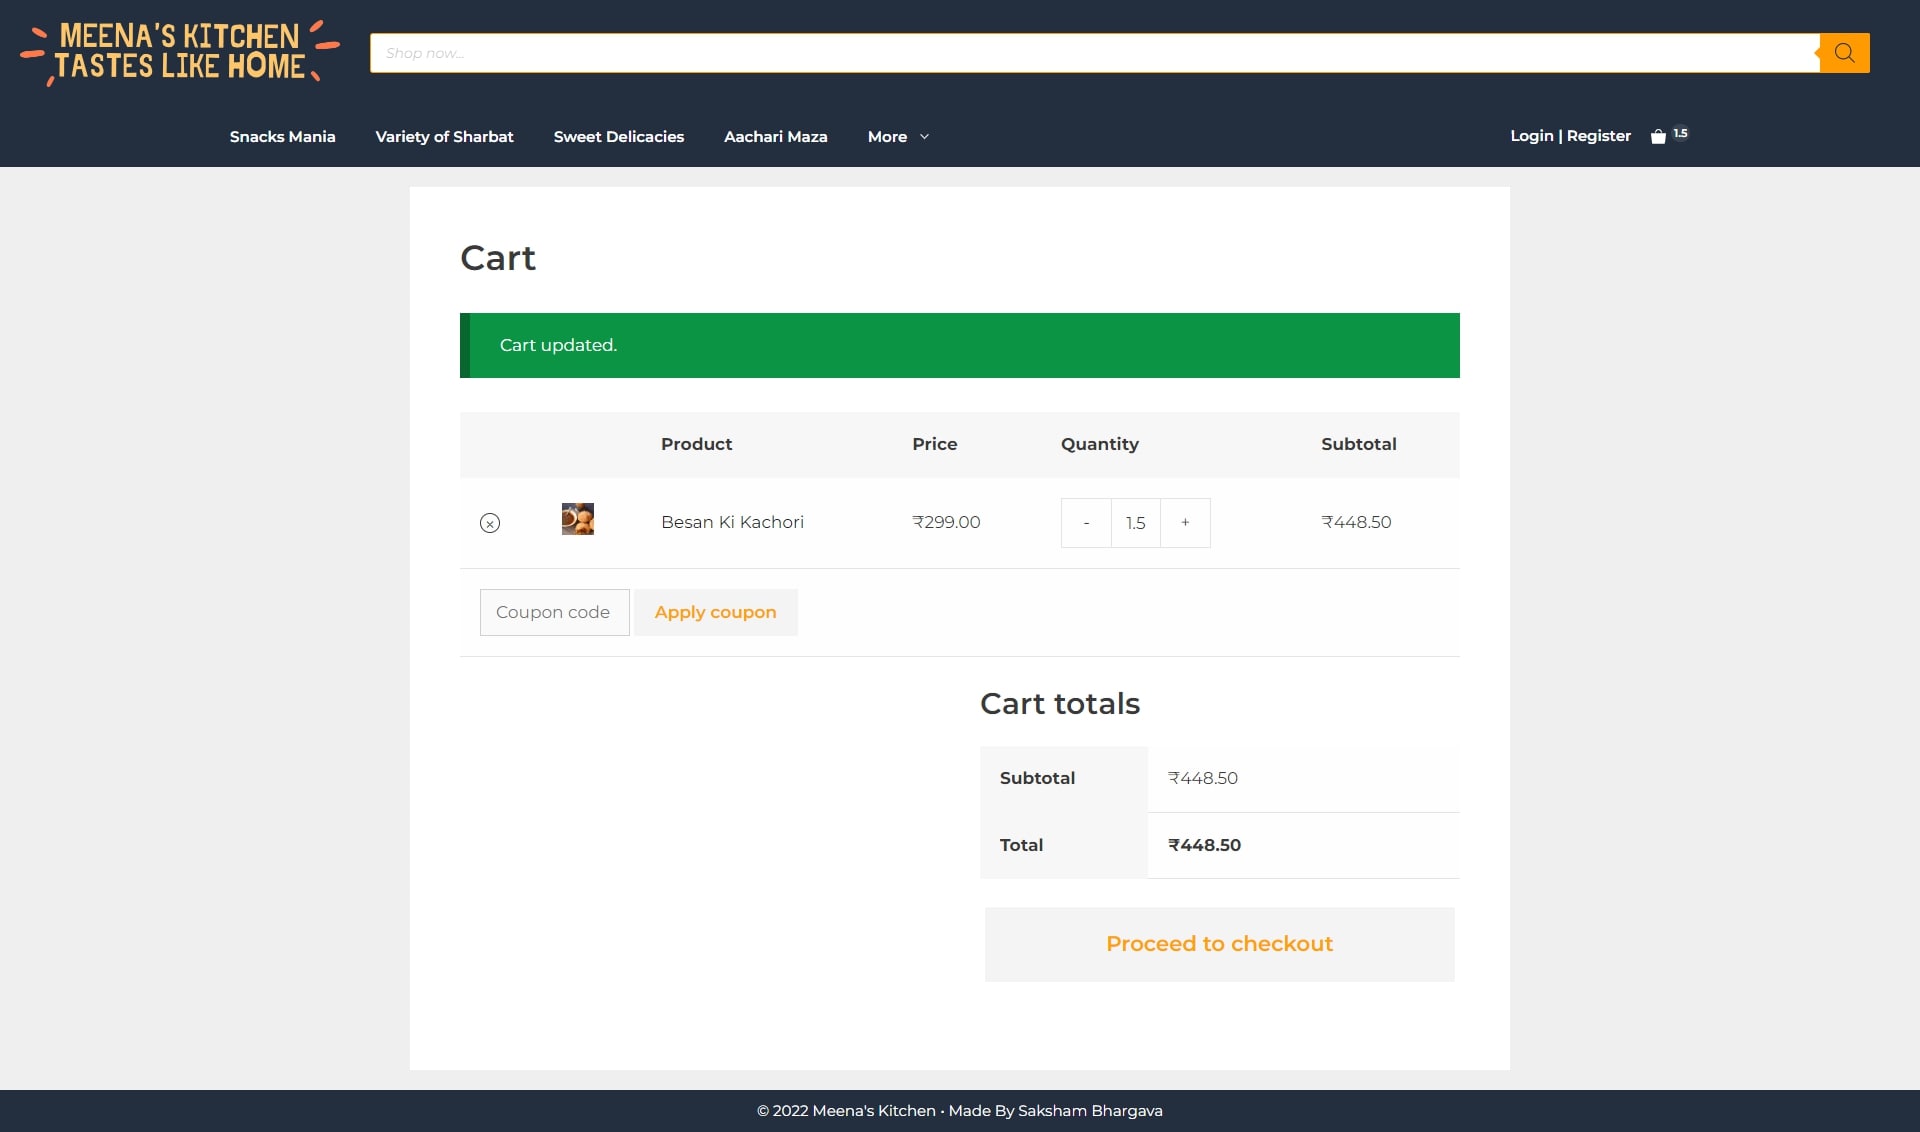 MEENA'S KITCHEN
TASTES LIKE HOME
Shop now...
Snacks Mania Variety of Sharbat Sweet Delicacies Aachari Maza More
Login | Register 1.5
Cart
Cart updated.
Product Price Quantity Subtotal
Besan Ki Kachori ₹299.00 - 1.5 + ₹448.50
Coupon code Apply coupon
Cart totals
Subtotal ₹448.50
Total ₹448.50
Proceed to checkout
© 2022 Meena's Kitchen • Made By Saksham Bhargava